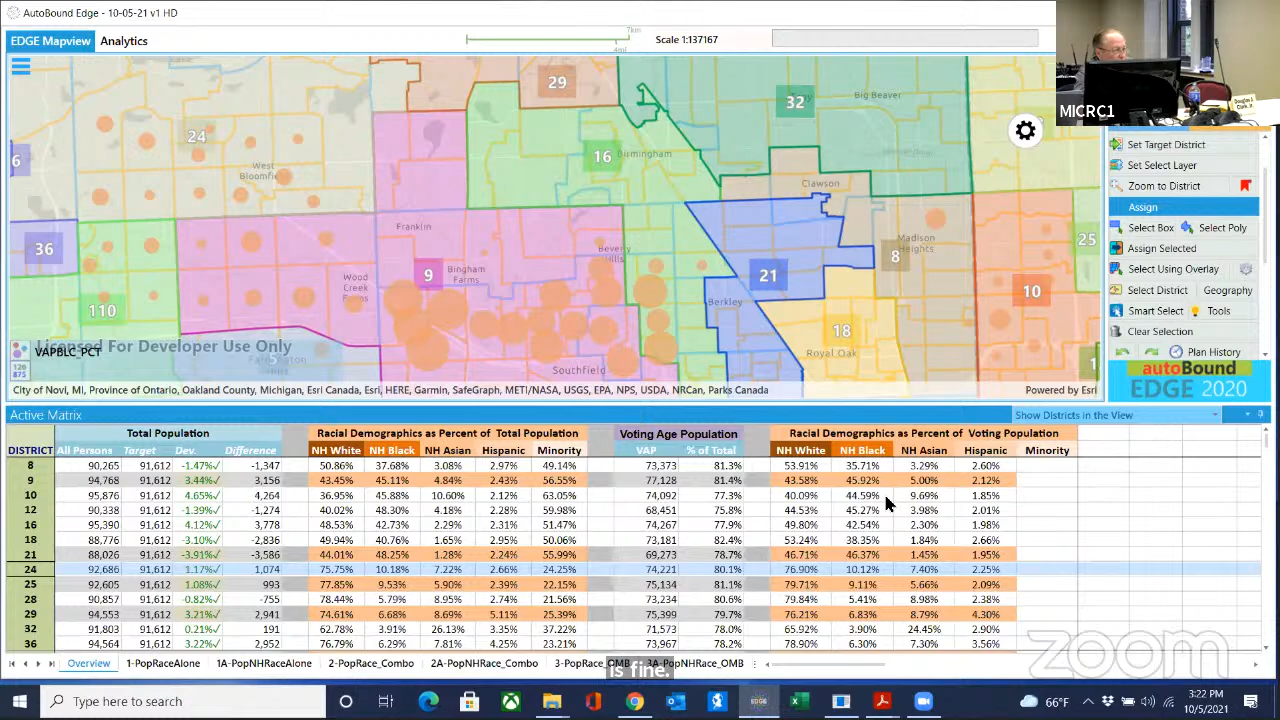 AutoBound Edge - 10-05-21 v1 HD
EDGE Mapview Analytics
7km
4mi
Scale 1:137167
MICRC1
Douglas J. Clark, Jr.
29
32
Big Beaver
24
6
West Bloomfield
16
Birmingham
Clawson
36
Franklin
Beverly Hills
Madison Heights
25
9
Bingham Farms
Wood Creek Farms
21
8
10
110
Berkley
18
Royal Oak
Licensed For Developer Use Only
VAPBLC_PCT
Southfield
City of Novi, MI, Province of Ontario, Oakland County, Michigan, Esri Canada, Esri, HERE, Garmin, SafeGraph, METI/NASA, USGS, EPA, NPS, USDA, NRCan, Parks Canada
Powered by Esri
Set Target District
Set Select Layer
Zoom to District
Assign
Select Box Select Poly
Assign Selected
Select Using Overlay
Select District Geography
Smart Select Tools
Clear Selection
Plan History
autoBound
EDGE 2020
Active Matrix
Show Districts in the View
Total Population Racial Demographics as Percent of Total Population Voting Age Population Racial Demographics as Percent of Voting Population
DISTRICT All Persons Target Dev. Difference NH White NH Black NH Asian Hispanic Minority VAP % of Total NH White NH Black NH Asian Hispanic Minority
8 90,265 91,612 -1.47%✓ -1,347 50.86% 37.68% 3.08% 2.97% 49.14% 73,373 81.3% 53.91% 35.71% 3.29% 2.60%
9 94,768 91,612 3.44%✓ 3,156 43.45% 45.11% 4.84% 2.43% 56.55% 77,128 81.4% 43.58% 45.92% 5.00% 2.12%
10 95,876 91,612 4.65%✓ 4,264 36.95% 45.88% 10.60% 2.12% 63.05% 74,092 77.3% 40.09% 44.59% 9.69% 1.85%
12 90,338 91,612 -1.39%✓ -1,274 40.02% 48.30% 4.18% 2.28% 59.98% 68,451 75.8% 44.53% 45.27% 3.98% 2.01%
16 95,390 91,612 4.12%✓ 3,778 48.53% 42.73% 2.29% 2.31% 51.47% 74,267 77.9% 49.80% 42.54% 2.30% 1.98%
18 88,776 91,612 -3.10%✓ -2,836 49.94% 40.76% 1.65% 2.95% 50.06% 73,181 82.4% 53.24% 38.35% 1.84% 2.66%
21 88,026 91,612 -3.91%✓ -3,586 44.01% 48.25% 1.28% 2.24% 55.99% 69,273 78.7% 46.71% 46.37% 1.45% 1.95%
24 92,686 91,612 1.17%✓ 1,074 75.75% 10.18% 7.22% 2.66% 24.25% 74,221 80.1% 76.90% 10.12% 7.40% 2.25%
25 92,605 91,612 1.08%✓ 993 77.85% 9.53% 5.90% 2.39% 22.15% 75,134 81.1% 79.71% 9.11% 5.66% 2.09%
28 90,857 91,612 -0.82%✓ -755 78.44% 5.79% 8.95% 2.74% 21.56% 73,234 80.6% 79.84% 5.41% 8.98% 2.38%
29 94,553 91,612 3.21%✓ 2,941 74.61% 6.68% 8.69% 5.11% 25.39% 75,399 79.7% 76.21% 6.83% 8.79% 4.30%
32 91,803 91,612 0.21%✓ 191 62.78% 3.91% 26.13% 3.35% 37.22% 71,573 78.0% 65.92% 3.90% 24.45% 2.90%
36 94,564 91,612 3.22%✓ 2,952 76.79% 6.29% 7.81% 4.25% 23.21% 73,967 78.2% 78.90% 6.30% 7.30% 3.56%
Overview 1-PopRaceAlone 1A-PopNHRaceAlone 2-PopRace_Combo 2A-PopNHRace_Combo 3-PopRace_OMB 3A-PopNHRace_OMB
is fine.
zoom
Type here to search
EDGE
66°F
3:22 PM
10/5/2021